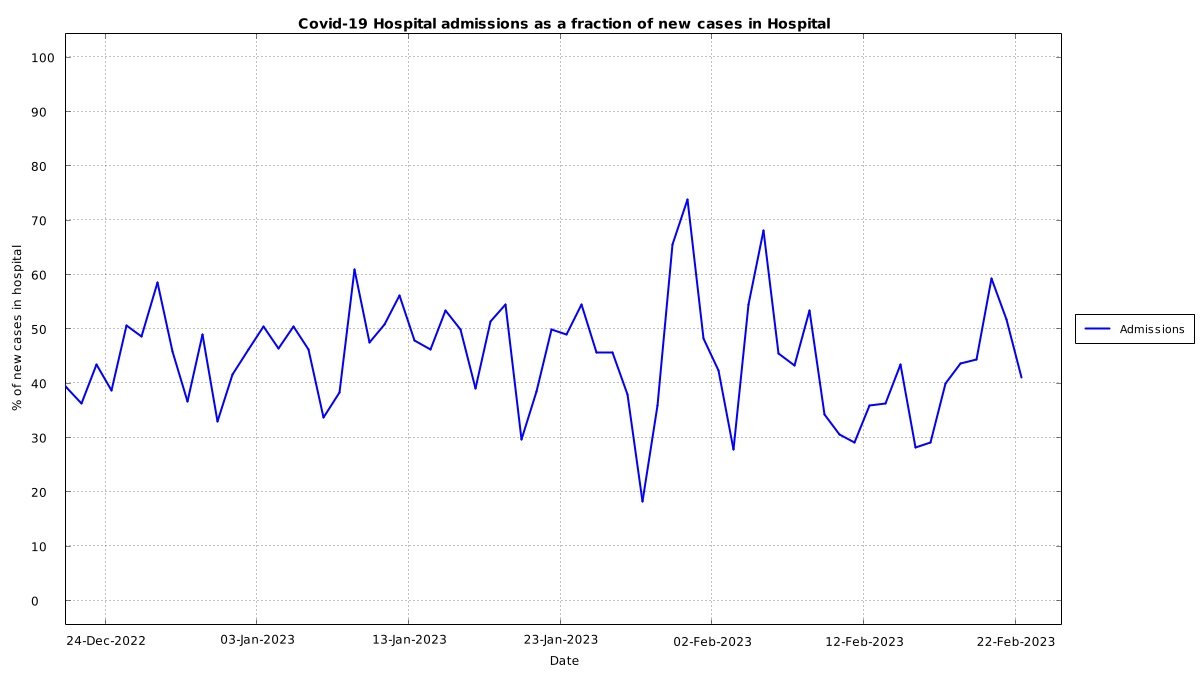 Covid-19 Hospital admissions as a fraction of new cases in Hospital
100
90
80
70
60
50
40
30
20
10
0
% of new cases in hospital
Admissions
24-Dec-2022 03-Jan-2023 13-Jan-2023 23-Jan-2023 02-Feb-2023 12-Feb-2023 22-Feb-2023
Date